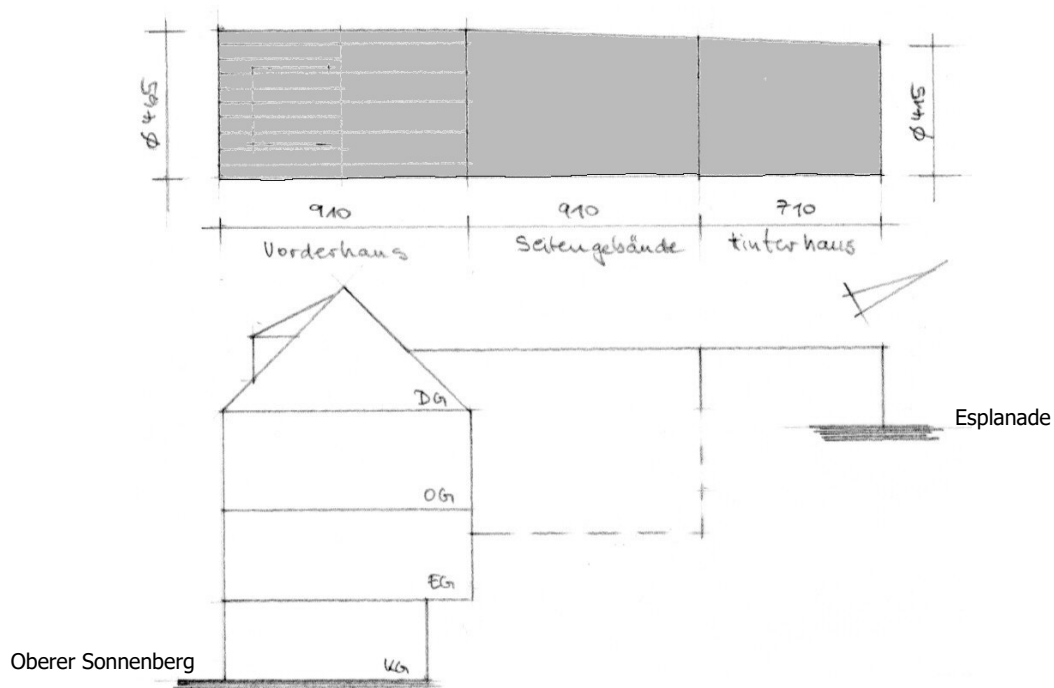 Ø 465
Ø 415
910 910 710
Vorderhaus Seitengebäude Hinterhaus
DG
Esplanade
OG
EG
Oberer Sonnenberg
KG